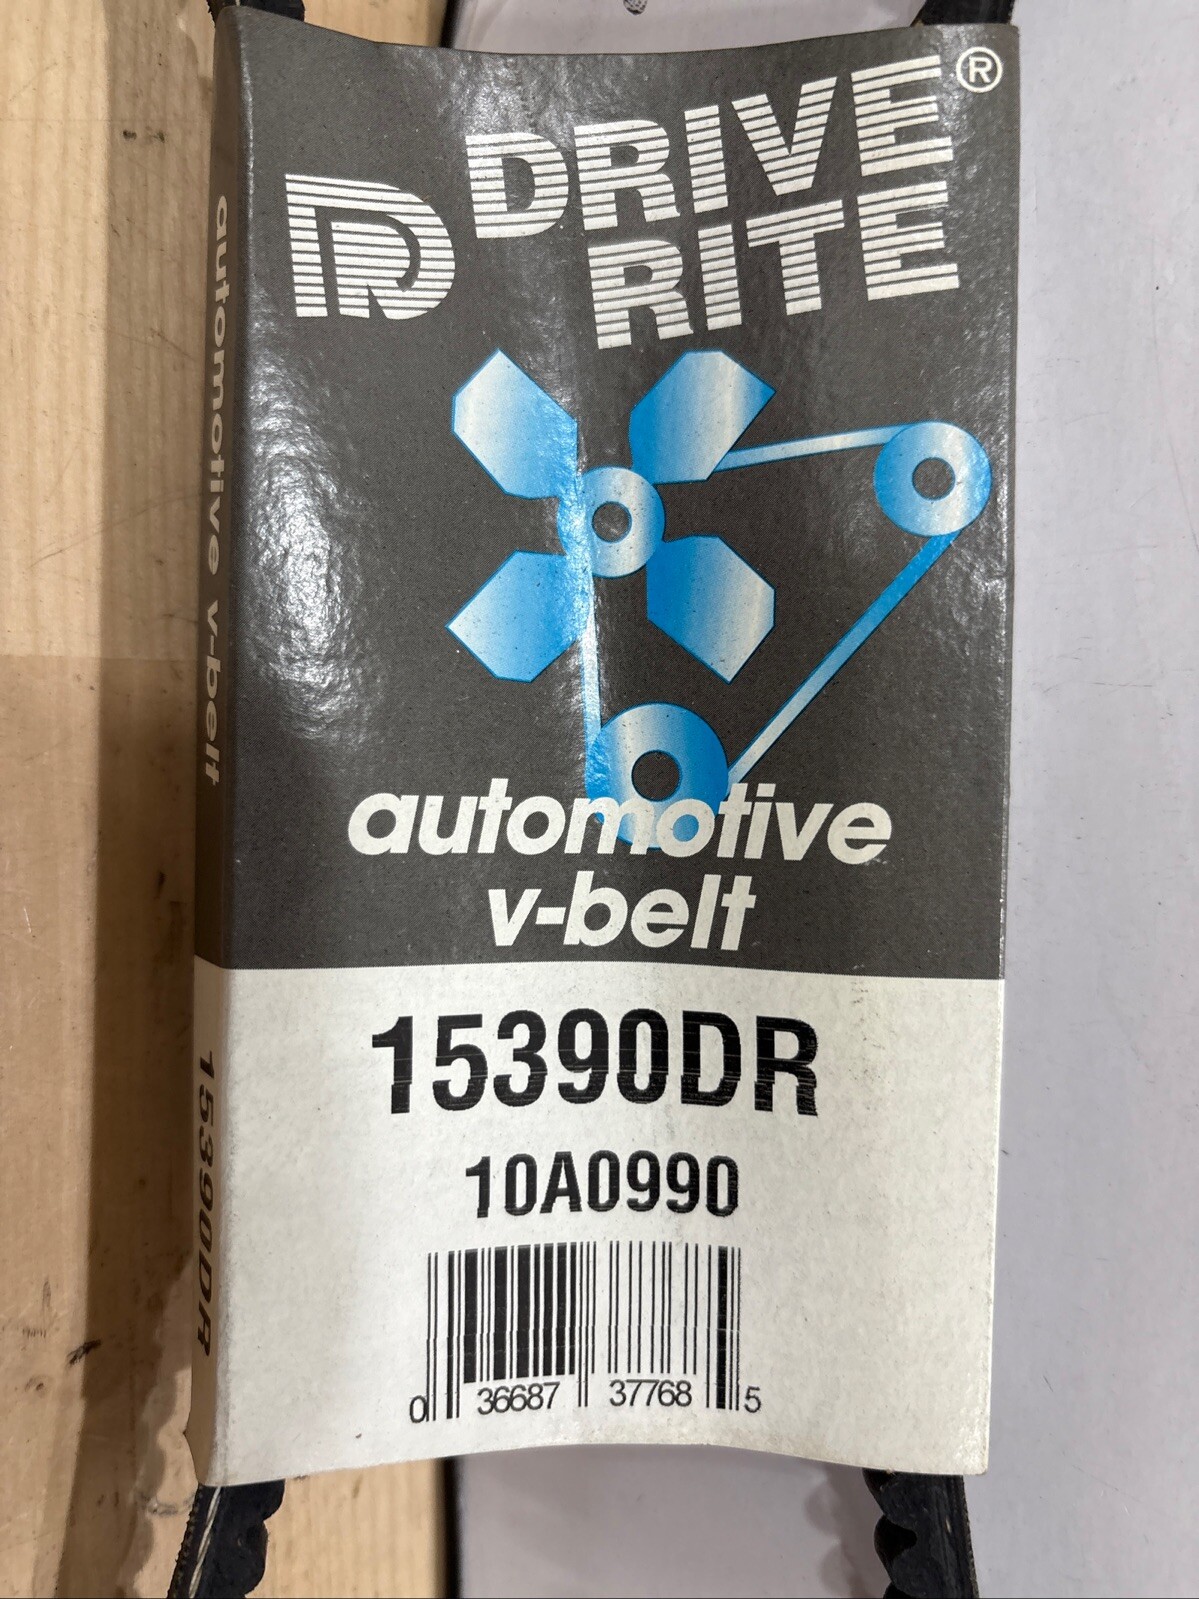 DRIVE
RITE®
DR
automotive
v-belt
15390DR
10A0990
0 36687 37768 5
automotive v-belt
15390DR